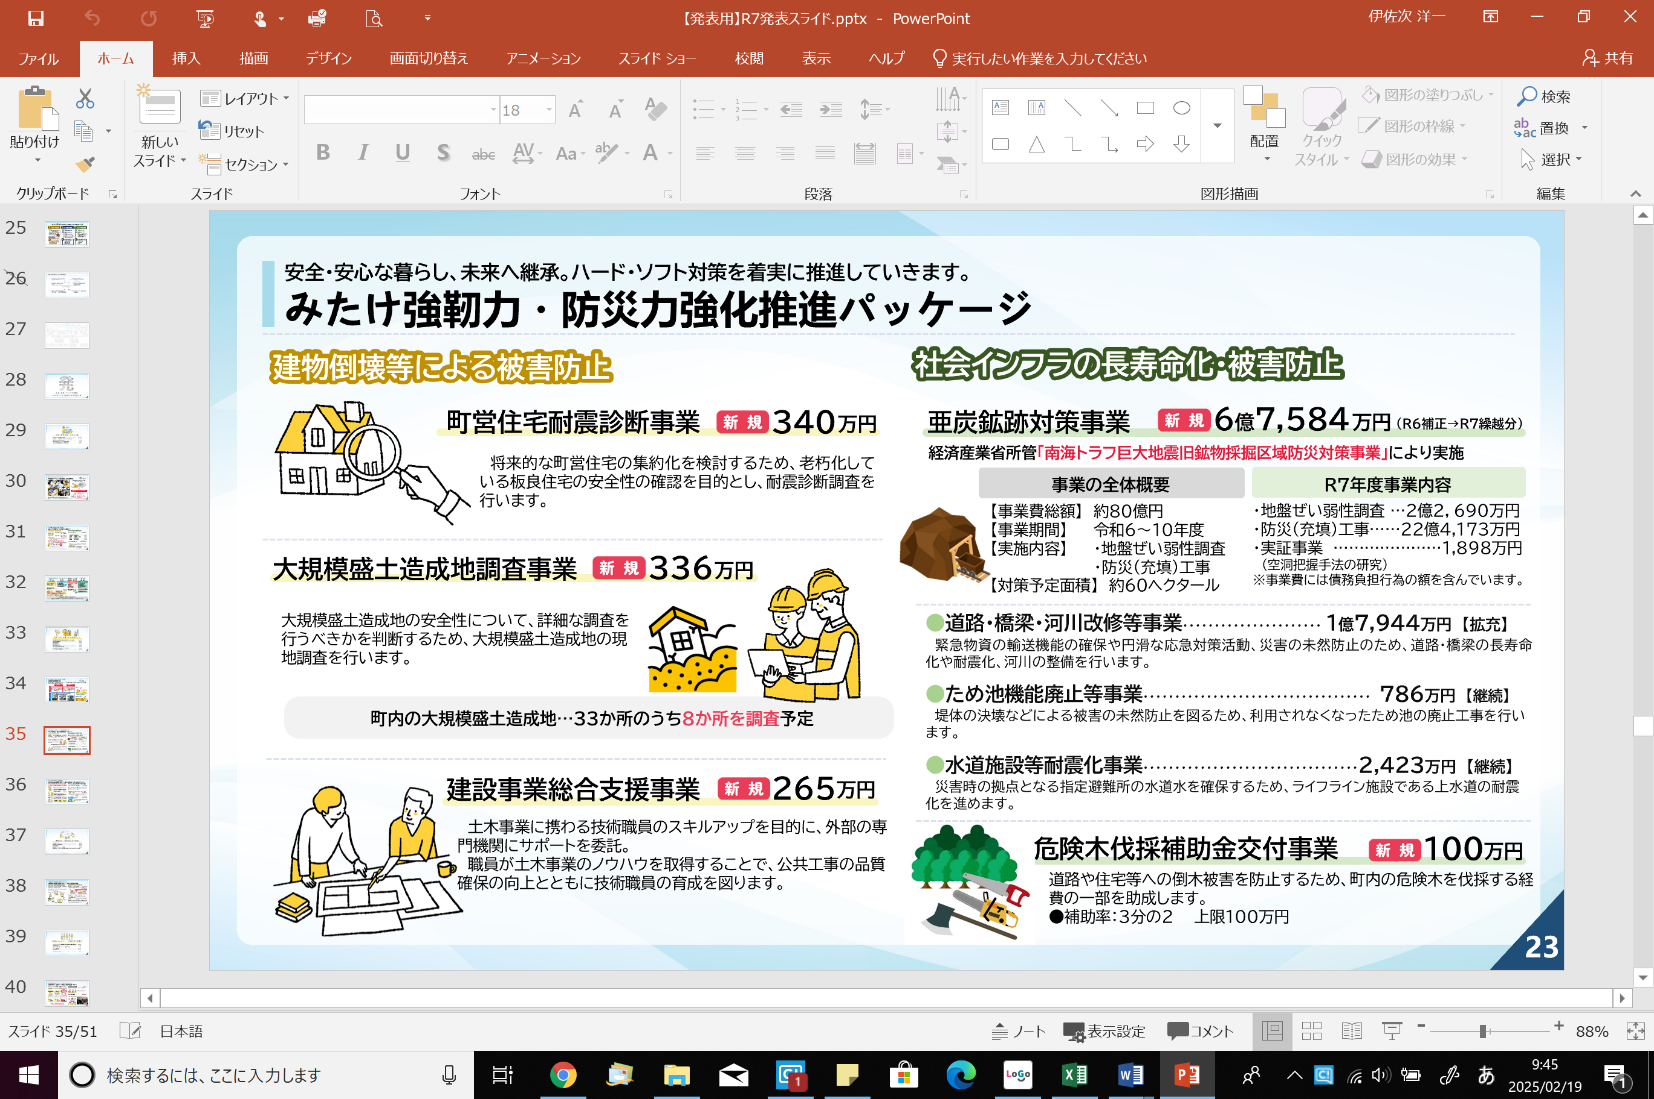 【発表用】R7発表スライド.pptx - PowerPoint
伊佐次 洋一
ファイル ホーム 挿入 描画 デザイン 画面切り替え アニメーション スライド ショー 校閲 表示 ヘルプ 実行したい作業を入力してください 共有
貼り付け
新しい
スライド
レイアウト
リセット
セクション
18
配置
クイック
スタイル
図形の塗りつぶし
図形の枠線
図形の効果
検索
置換
選択
クリップボード スライド フォント 段落 図形描画 編集
25
26
27
28
29
30
31
32
33
34
35
36
37
38
39
40
安全・安心な暮らし、未来へ継承。ハード・ソフト対策を着実に推進していきます。
みたけ強靭力・防災力強化推進パッケージ
建物倒壊等による被害防止
町営住宅耐震診断事業 新規 340万円
将来的な町営住宅の集約化を検討するため、老朽化して
いる板良住宅の安全性の確認を目的とし、耐震診断調査を
行います。
大規模盛土造成地調査事業 新規 336万円
大規模盛土造成地の安全性について、詳細な調査を
行うべきかを判断するため、大規模盛土造成地の現
地調査を行います。
町内の大規模盛土造成地…33か所のうち8か所を調査予定
建設事業総合支援事業 新規 265万円
土木事業に携わる技術職員のスキルアップを目的に、外部の専
門機関にサポートを委託。
職員が土木事業のノウハウを取得することで、公共工事の品質
確保の向上とともに技術職員の育成を図ります。
社会インフラの長寿命化・被害防止
亜炭鉱跡対策事業 新規 6億7,584万円 (R6補正→R7繰越分)
経済産業省所管「南海トラフ巨大地震旧鉱物採掘区域防災対策事業」により実施
事業の全体概要
【事業費総額】 約80億円
【事業期間】 令和6～10年度
【実施内容】 ・地盤ぜい弱性調査
・防災(充填)工事
【対策予定面積】 約60ヘクタール
R7年度事業内容
・地盤ぜい弱性調査 …2億2,690万円
・防災(充填)工事……22億4,173万円
・実証事業 …………………1,898万円
(空洞把握手法の研究)
※事業費には債務負担行為の額を含んでいます。
●道路・橋梁・河川改修等事業…………………… 1億7,944万円 【拡充】
緊急物資の輸送機能の確保や円滑な応急対策活動、災害の未然防止のため、道路・橋梁の長寿命
化や耐震化、河川の整備を行います。
●ため池機能廃止等事業………………………………… 786万円 【継続】
堤体の決壊などによる被害の未然防止を図るため、利用されなくなったため池の廃止工事を行い
ます。
●水道施設等耐震化事業………………………………2,423万円 【継続】
災害時の拠点となる指定避難所の水道水を確保するため、ライフライン施設である上水道の耐震
化を進めます。
危険木伐採補助金交付事業 新規 100万円
道路や住宅等への倒木被害を防止するため、町内の危険木を伐採する経
費の一部を助成します。
●補助率：3分の2 上限100万円
23
スライド 35/51 日本語 ノート 表示設定 コメント 88%
検索するには、ここに入力します
あ
9:45
2025/02/19